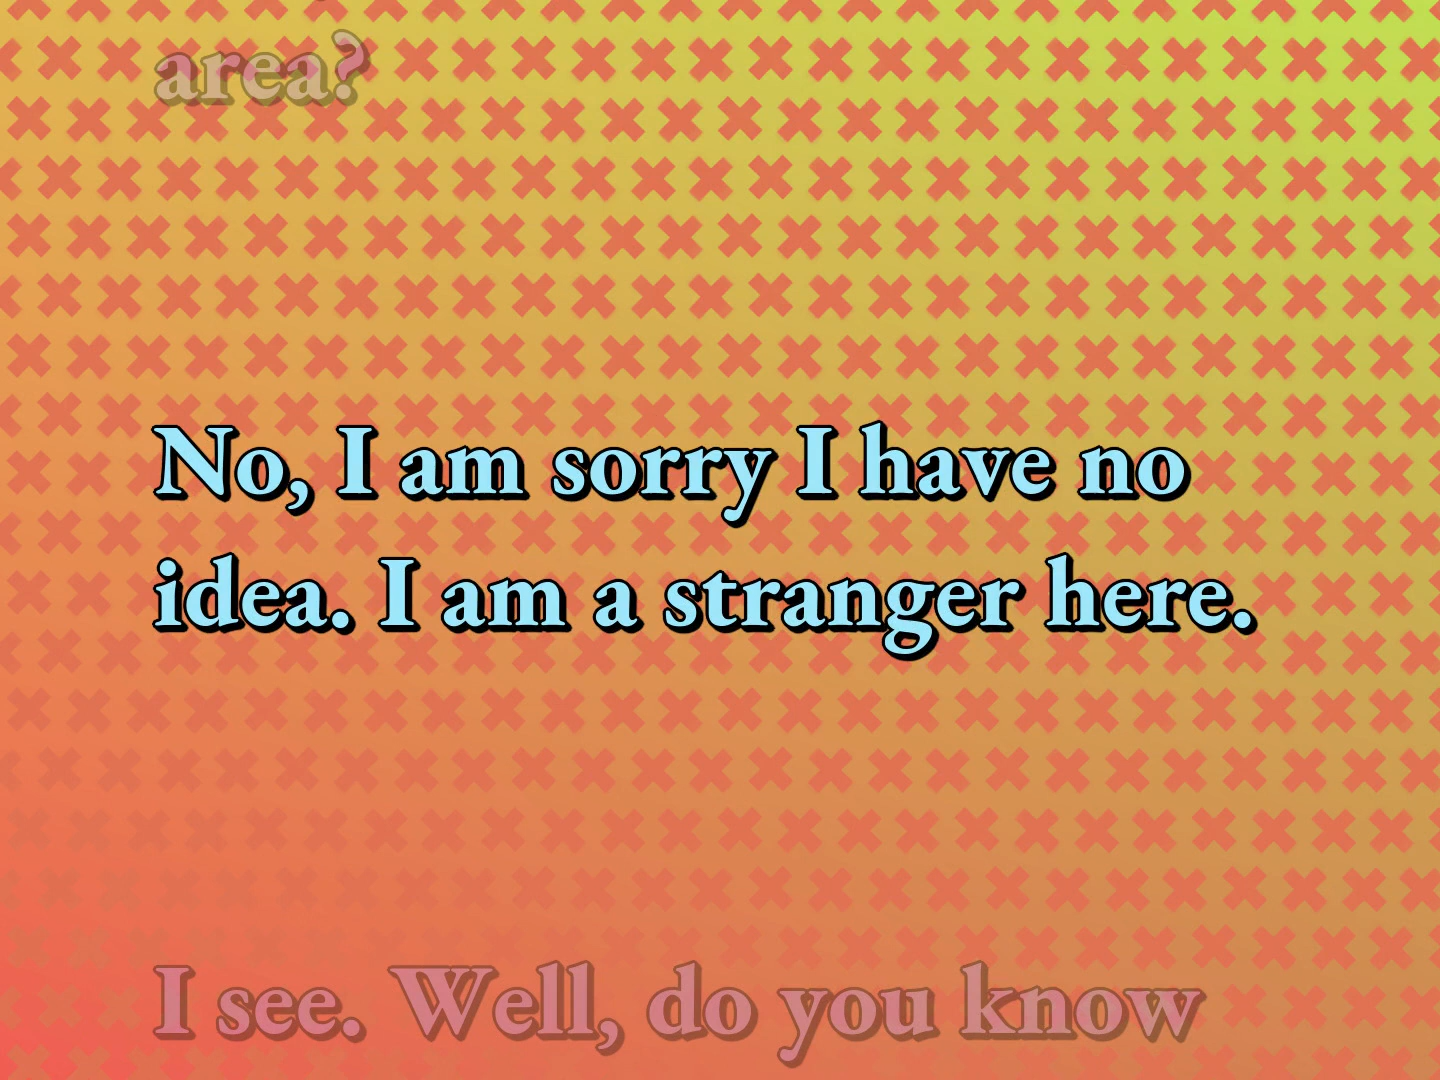 area?
No, I am sorry I have no
idea. I am a stranger here.
I see. Well, do you know